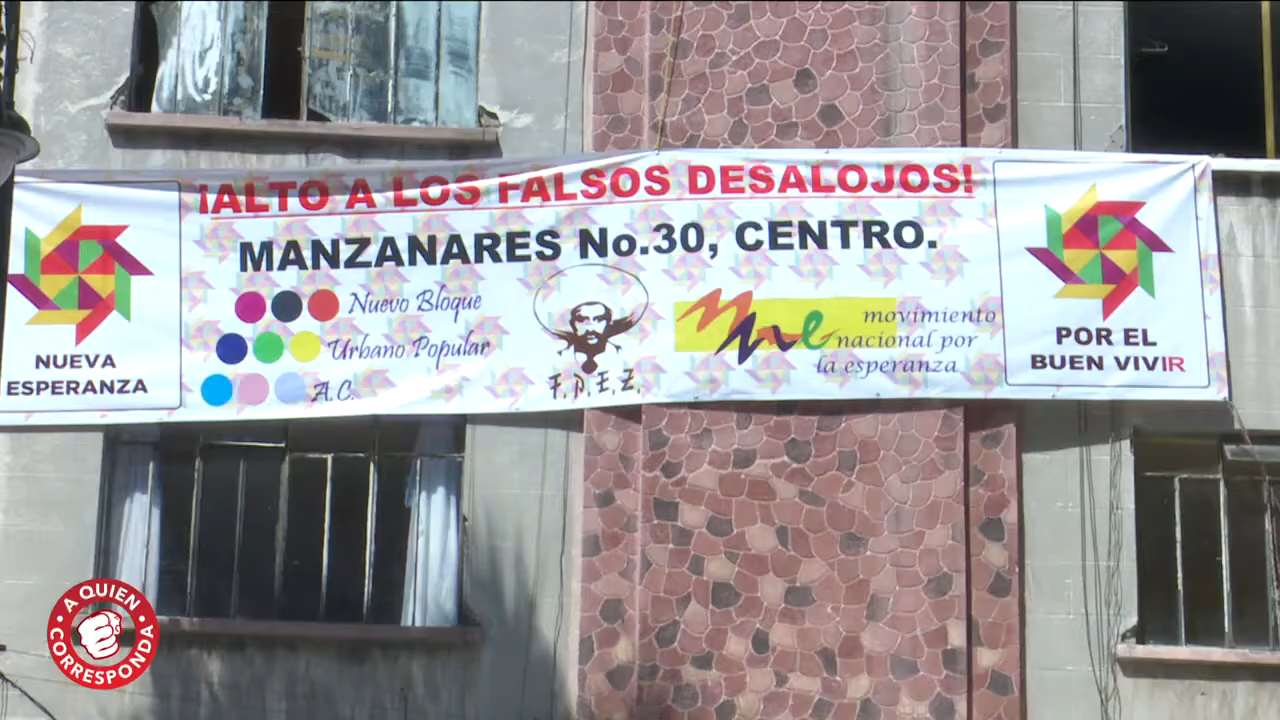 ¡ALTO A LOS FALSOS DESALOJOS!
MANZANARES No.30, CENTRO.
NUEVA
ESPERANZA
Nuevo Bloque
Urbano Popular
A.C.
F.P.E.Z.
movimiento
nacional por
la esperanza
POR EL
BUEN VIVIR
A QUIEN
CORRESPONDA